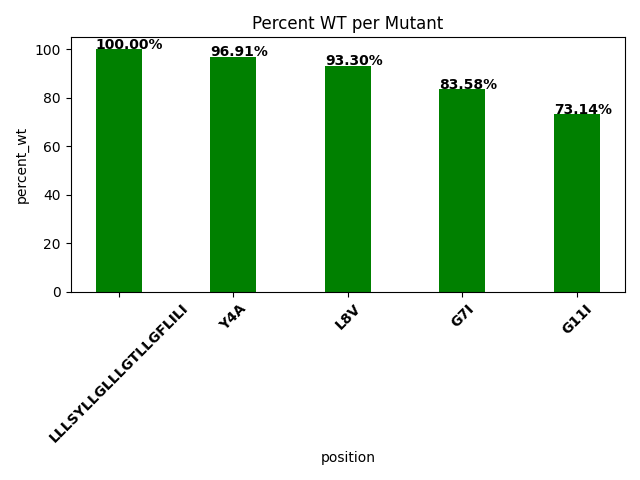 Percent WT per Mutant
percent_wt
100
80
60
40
20
0
100.00%
96.91%
93.30%
83.58%
73.14%
LLLSYLLGLLLGTLLGFLILI
Y4A
L8V
G7I
G11I
position